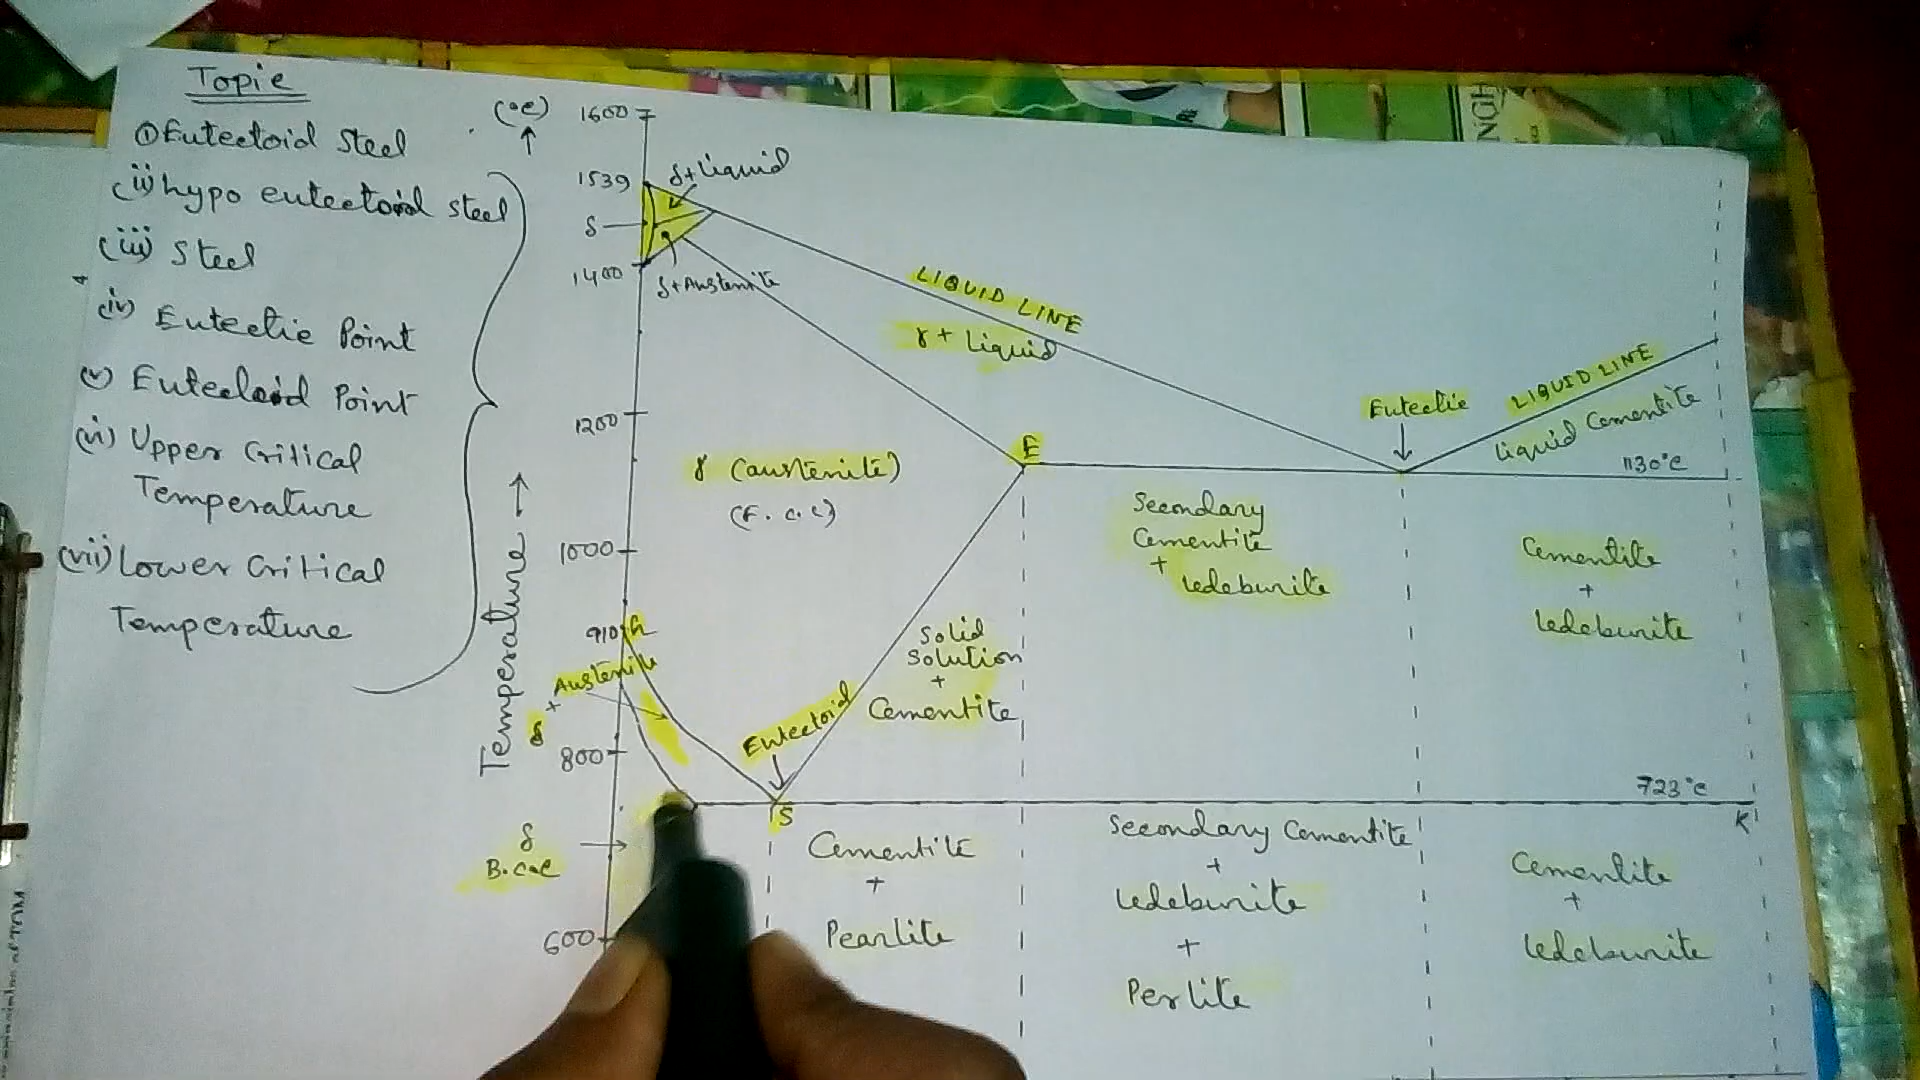 Topic
① Eutectoid Steel
(ii) hypo eutectoid steel
(iii) Steel
(iv) Eutectic Point
(v) Eutectoid Point
(vi) Upper Critical
Temperature
(vii) Lower Critical
Temperature
(°c) ↑
1600
1539
δ
1400
1200
1000
910
800
600
Temperature →
δ+Liquid
δ+Austenite
LIQUID LINE
γ + Liquid
Eutectic
LIQUID LINE
Liquid Cementite
1130°c
E
γ (austenite)
(F.c.c)
Secondary
Cementite
+
ledeburite
Cementite
+
ledeburite
G
Austenite
+
δ
Eutectoid
Solid
Solution
+
Cementite
723°c
S
K
δ
B.c.c
Cementite
+
Pearlite
Secondary Cementite
+
ledeburite
+
Perlite
Cementite
+
ledeburite